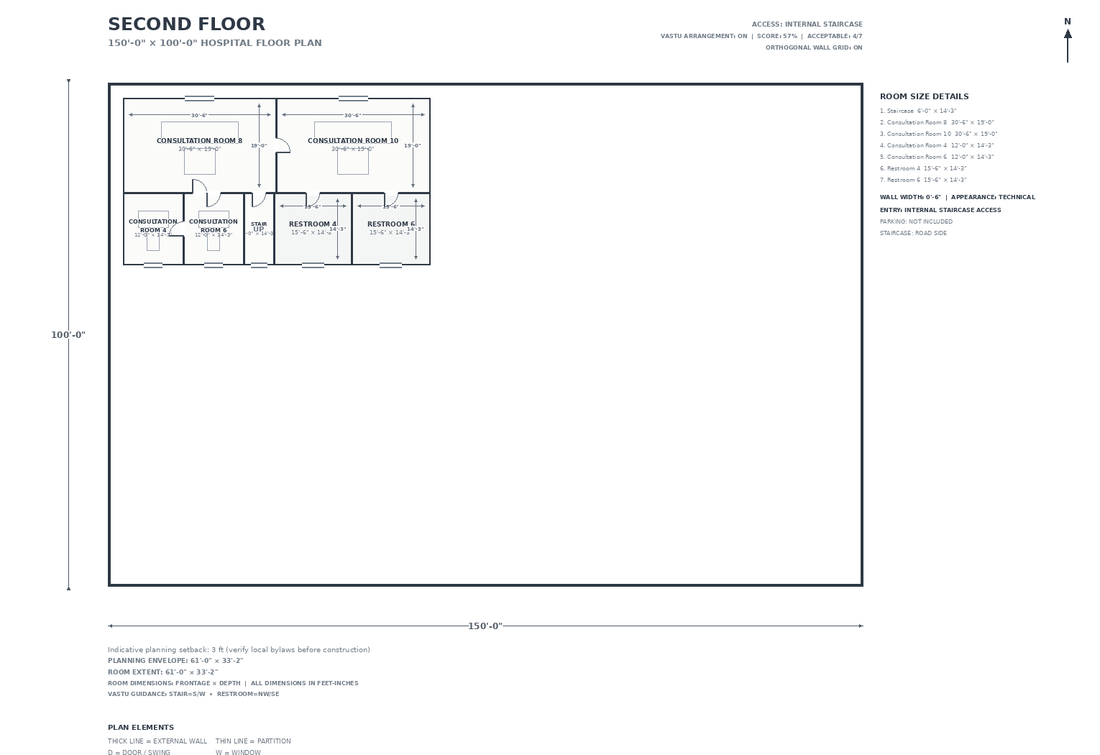 SECOND FLOOR
150'-0" × 100'-0" HOSPITAL FLOOR PLAN
ACCESS: INTERNAL STAIRCASE
VASTU ARRANGEMENT: ON | SCORE: 57% | ACCEPTABLE: 4/7
ORTHOGONAL WALL GRID: ON
N
ROOM SIZE DETAILS
1. Staircase 6'-0" × 14'-3"
2. Consultation Room 8 30'-6" × 19'-0"
3. Consultation Room 10 30'-6" × 19'-0"
4. Consultation Room 4 12'-0" × 14'-3"
5. Consultation Room 6 12'-0" × 14'-3"
6. Restroom 4 15'-6" × 14'-3"
7. Restroom 6 15'-6" × 14'-3"
WALL WIDTH: 0'-6" | APPEARANCE: TECHNICAL
ENTRY: INTERNAL STAIRCASE ACCESS
PARKING: NOT INCLUDED
STAIRCASE: ROAD SIDE
30'-6"
30'-6"
CONSULTATION ROOM 8
30'-6" × 19'-0"
19'-0"
CONSULTATION ROOM 10
30'-6" × 19'-0"
19'-0"
CONSULTATION
ROOM 4
12'-0" × 14'-3"
CONSULTATION
ROOM 6
12'-0" × 14'-3"
STAIR
UP
15'-6"
RESTROOM 4
15'-6" × 14'-3"
14'-3"
15'-6"
RESTROOM 6
15'-6" × 14'-3"
14'-3"
100'-0"
150'-0"
Indicative planning setback: 3 ft (verify local bylaws before construction)
PLANNING ENVELOPE: 61'-0" × 33'-2"
ROOM EXTENT: 61'-0" × 33'-2"
ROOM DIMENSIONS: FRONTAGE × DEPTH | ALL DIMENSIONS IN FEET-INCHES
VASTU GUIDANCE: STAIR=S/W • RESTROOM=NW/SE
PLAN ELEMENTS
THICK LINE = EXTERNAL WALL THIN LINE = PARTITION
D = DOOR / SWING W = WINDOW